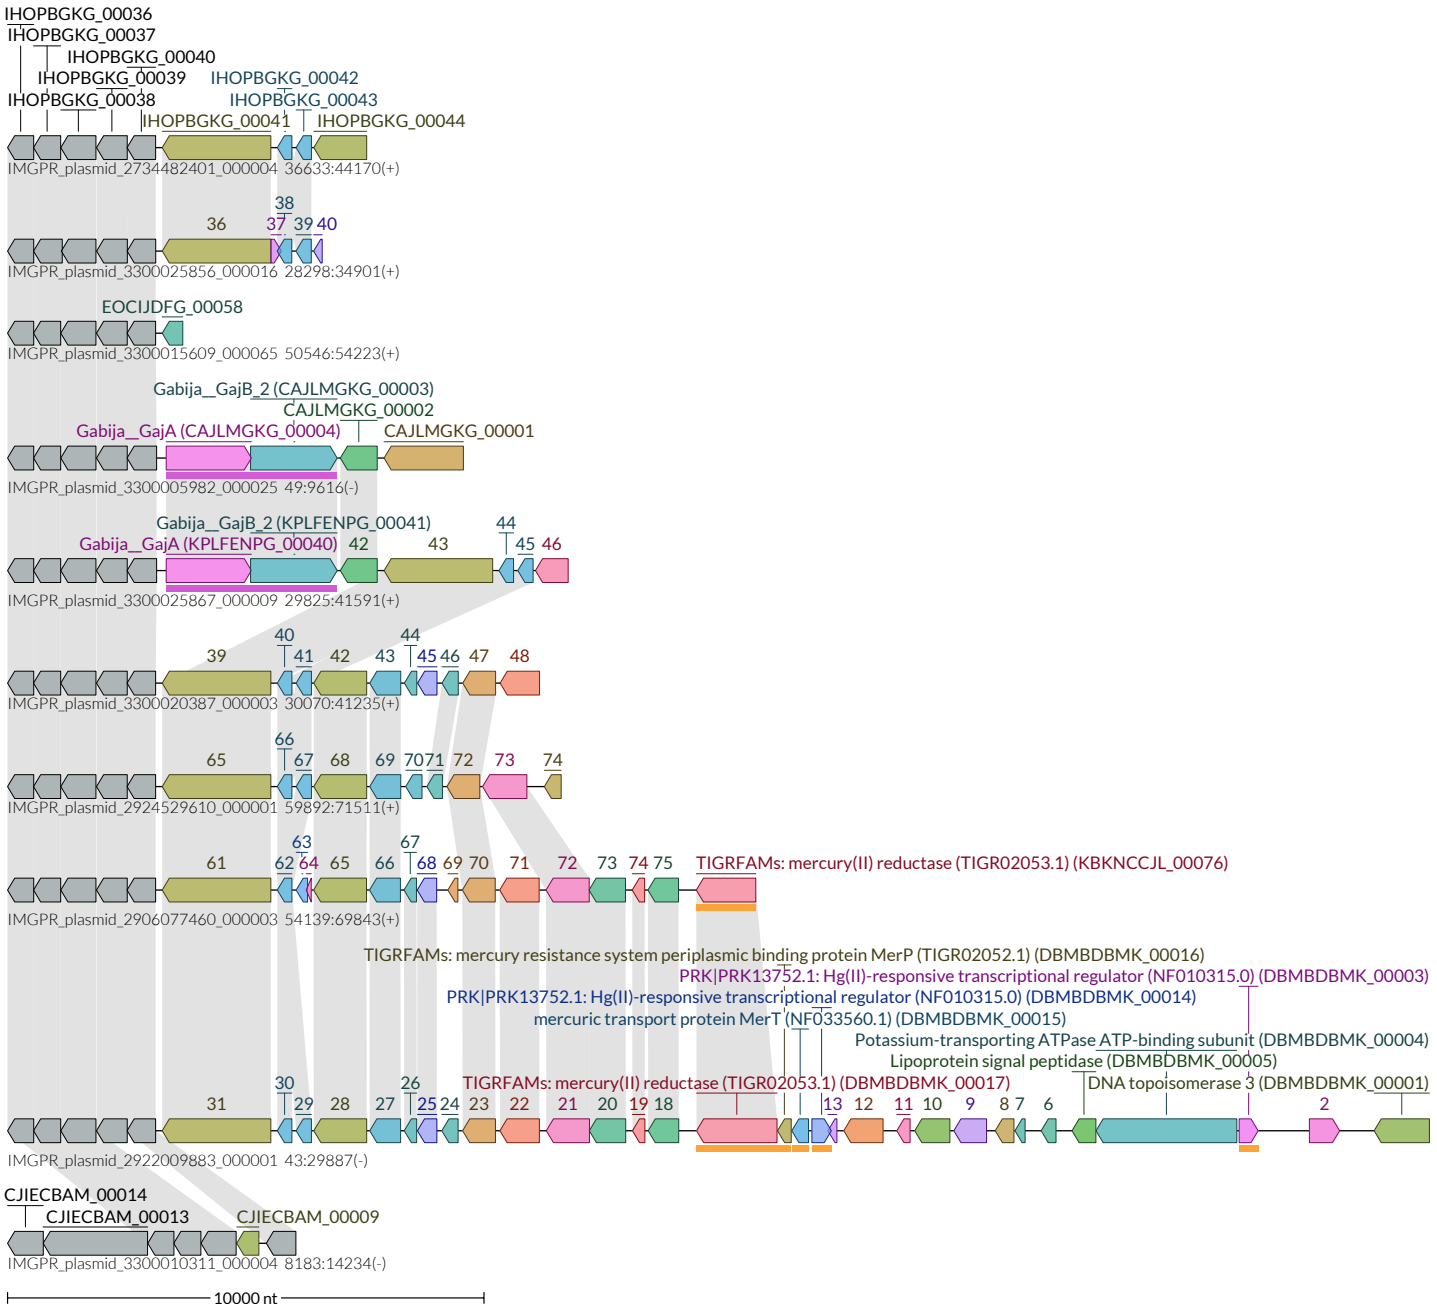 IHOPBGKG_00036
IHOPBGKG_00037
IHOPBGKG_00040
IHOPBGKG_00039 IHOPBGKG_00042
IHOPBGKG_00038 IHOPBGKG_00043
IHOPBGKG_00041 IHOPBGKG_00044
IMGPR_plasmid_2734482401_000004 36633:44170(+)
38
36 37 39 40
IMGPR_plasmid_3300025856_000016 28298:34901(+)
EOCIJDFG_00058
IMGPR_plasmid_3300015609_000065 50546:54223(+)
Gabija__GajB_2 (CAJLMGKG_00003)
CAJLMGKG_00002
Gabija__GajA (CAJLMGKG_00004) CAJLMGKG_00001
IMGPR_plasmid_3300005982_000025 49:9616(-)
Gabija__GajB_2 (KPLFENPG_00041) 44
Gabija__GajA (KPLFENPG_00040) 42 43 45 46
IMGPR_plasmid_3300025867_000009 29825:41591(+)
40 44
39 41 42 43 45 46 47 48
IMGPR_plasmid_3300020387_000003 30070:41235(+)
66
65 67 68 69 70 71 72 73 74
IMGPR_plasmid_2924529610_000001 59892:71511(+)
63 67
61 62 64 65 66 68 69 70 71 72 73 74 75 TIGRFAMs: mercury(II) reductase (TIGR02053.1) (KBKNCCJL_00076)
IMGPR_plasmid_2906077460_000003 54139:69843(+)
TIGRFAMs: mercury resistance system periplasmic binding protein MerP (TIGR02052.1) (DBMBDBMK_00016)
PRK|PRK13752.1: Hg(II)-responsive transcriptional regulator (NF010315.0) (DBMBDBMK_00003)
PRK|PRK13752.1: Hg(II)-responsive transcriptional regulator (NF010315.0) (DBMBDBMK_00014)
mercuric transport protein MerT (NF033560.1) (DBMBDBMK_00015)
Potassium-transporting ATPase ATP-binding subunit (DBMBDBMK_00004)
Lipoprotein signal peptidase (DBMBDBMK_00005)
30 26 TIGRFAMs: mercury(II) reductase (TIGR02053.1) (DBMBDBMK_00017) DNA topoisomerase 3 (DBMBDBMK_00001)
31 29 28 27 25 24 23 22 21 20 19 18 13 12 11 10 9 8 7 6 2
IMGPR_plasmid_2922009883_000001 43:29887(-)
CJIECBAM_00014
CJIECBAM_00013 CJIECBAM_00009
IMGPR_plasmid_3300010311_000004 8183:14234(-)
10000 nt